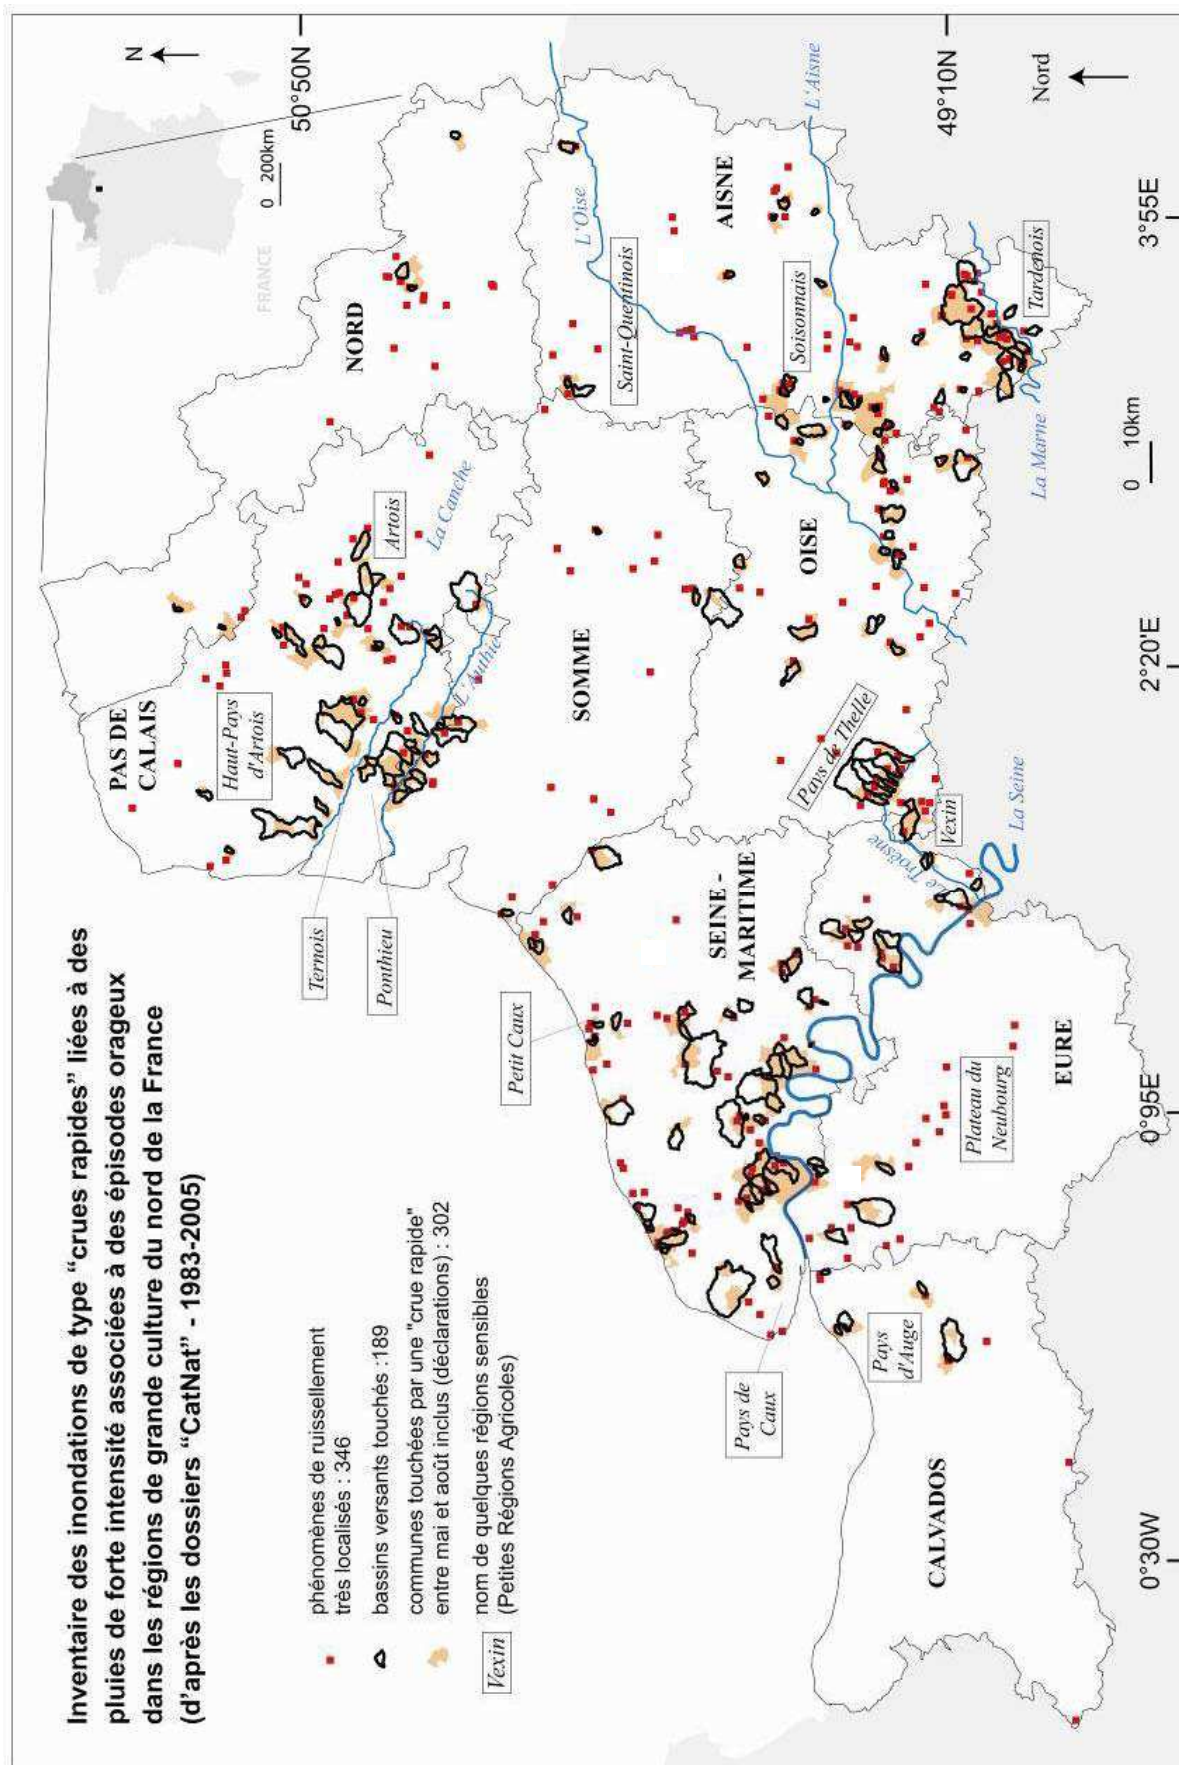 Inventaire des inondations de type “crues rapides” liées à des
pluies de forte intensité associées à des épisodes orageux
dans les régions de grande culture du nord de la France
(d'après les dossiers “CatNat” - 1983-2005)
phénomènes de ruissellement
très localisés : 346
bassins versants touchés :189
communes touchées par une "crue rapide"
entre mai et août inclus (déclarations) : 302
Vexin
nom de quelques régions sensibles
(Petites Régions Agricoles)
N
50°50N
FRANCE
0 200km
PAS DE
CALAIS
Haut-Pays
d'Artois
Artois
NORD
La Canche
L'Authie
Ternois
Ponthieu
SOMME
Saint-Quentinois
L'Oise
AISNE
L'Aisne
Soisonnais
OISE
Petit Caux
SEINE -
MARITIME
Pays de Thelle
Vexin
Le Troësne
La Seine
La Marne
Tardenois
Pays de
Caux
Pays
d'Auge
Plateau du
Neubourg
EURE
CALVADOS
0 10km
49°10N
Nord
0°30W
0°95E
2°20'E
3°55E